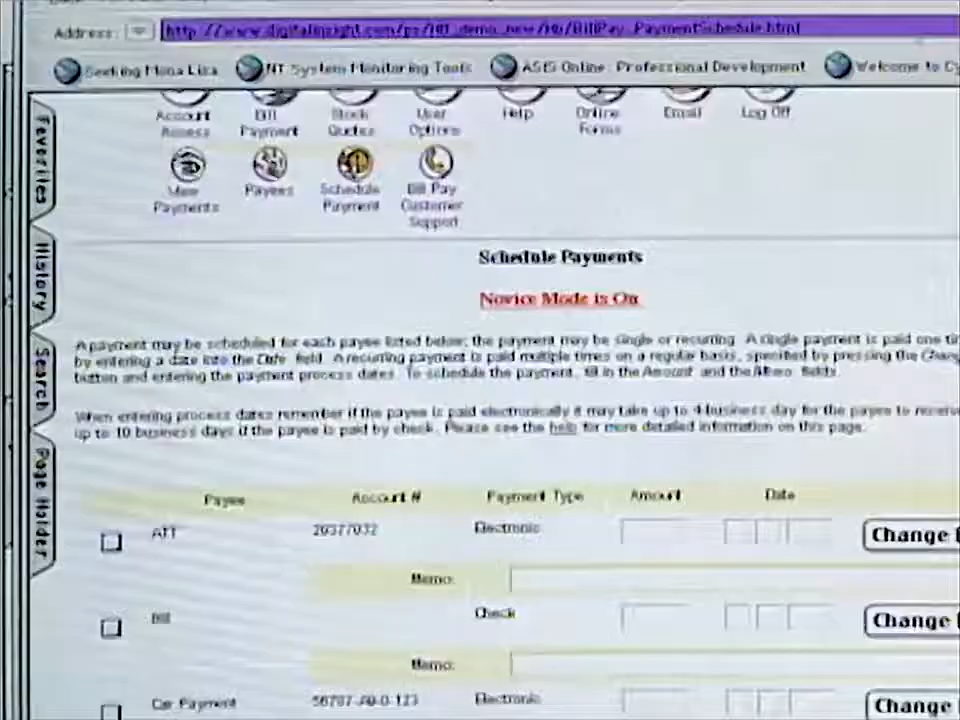 Address:
http://www.digitalinsight.com/ps/HB_demo_new/Hb/BillPay_PaymentSchedule.html
Seeking Mona Lisa
NT System Monitoring Tools
ASIS Online: Professional Development
Welcome to Cy
Account Access
Bill Payment
Stock Quotes
User Options
Help
Online Forms
Email
Log Off
View Payments
Payees
Schedule Payment
Bill Pay Customer Support
Favorites
History
Search
Page Holder
Schedule Payments
Novice Mode is On
A payment may be scheduled for each payee listed below; the payment may be single or recurring. A single payment is paid one tim
by entering a date into the Date field. A recurring payment is paid multiple times on a regular basis, specified by pressing the Chang
button and entering the payment process dates. To schedule the payment, fill in the Amount and the Memo fields.
When entering process dates remember if the payee is paid electronically it may take up to 4 business day for the payee to receive
up to 10 business days if the payee is paid by check. Please see the help for more detailed information on this page.
Payee Account # Payment Type Amount Date
ATT 20377032 Electronic Change
Memo:
Bill Check Change
Memo:
Car Payment Electronic Change